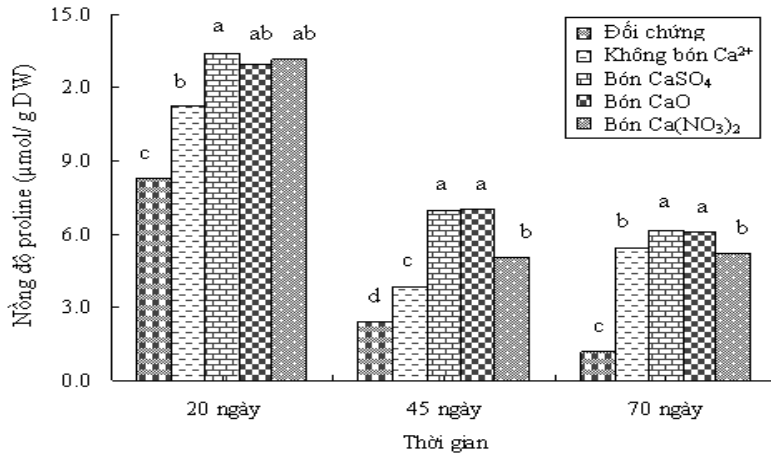 15.0
2.0
9.0
6.0
3.0
0.0
Nồng độ proline (µmol/ g DW)
c
b
a
ab
ab
d
c
a
a
b
c
b
a
a
b
Đối chứng
Không bón Ca²⁺
Bón CaSO₄
Bón CaO
Bón Ca(NO₃)₂
20 ngày
45 ngày
70 ngày
Thời gian